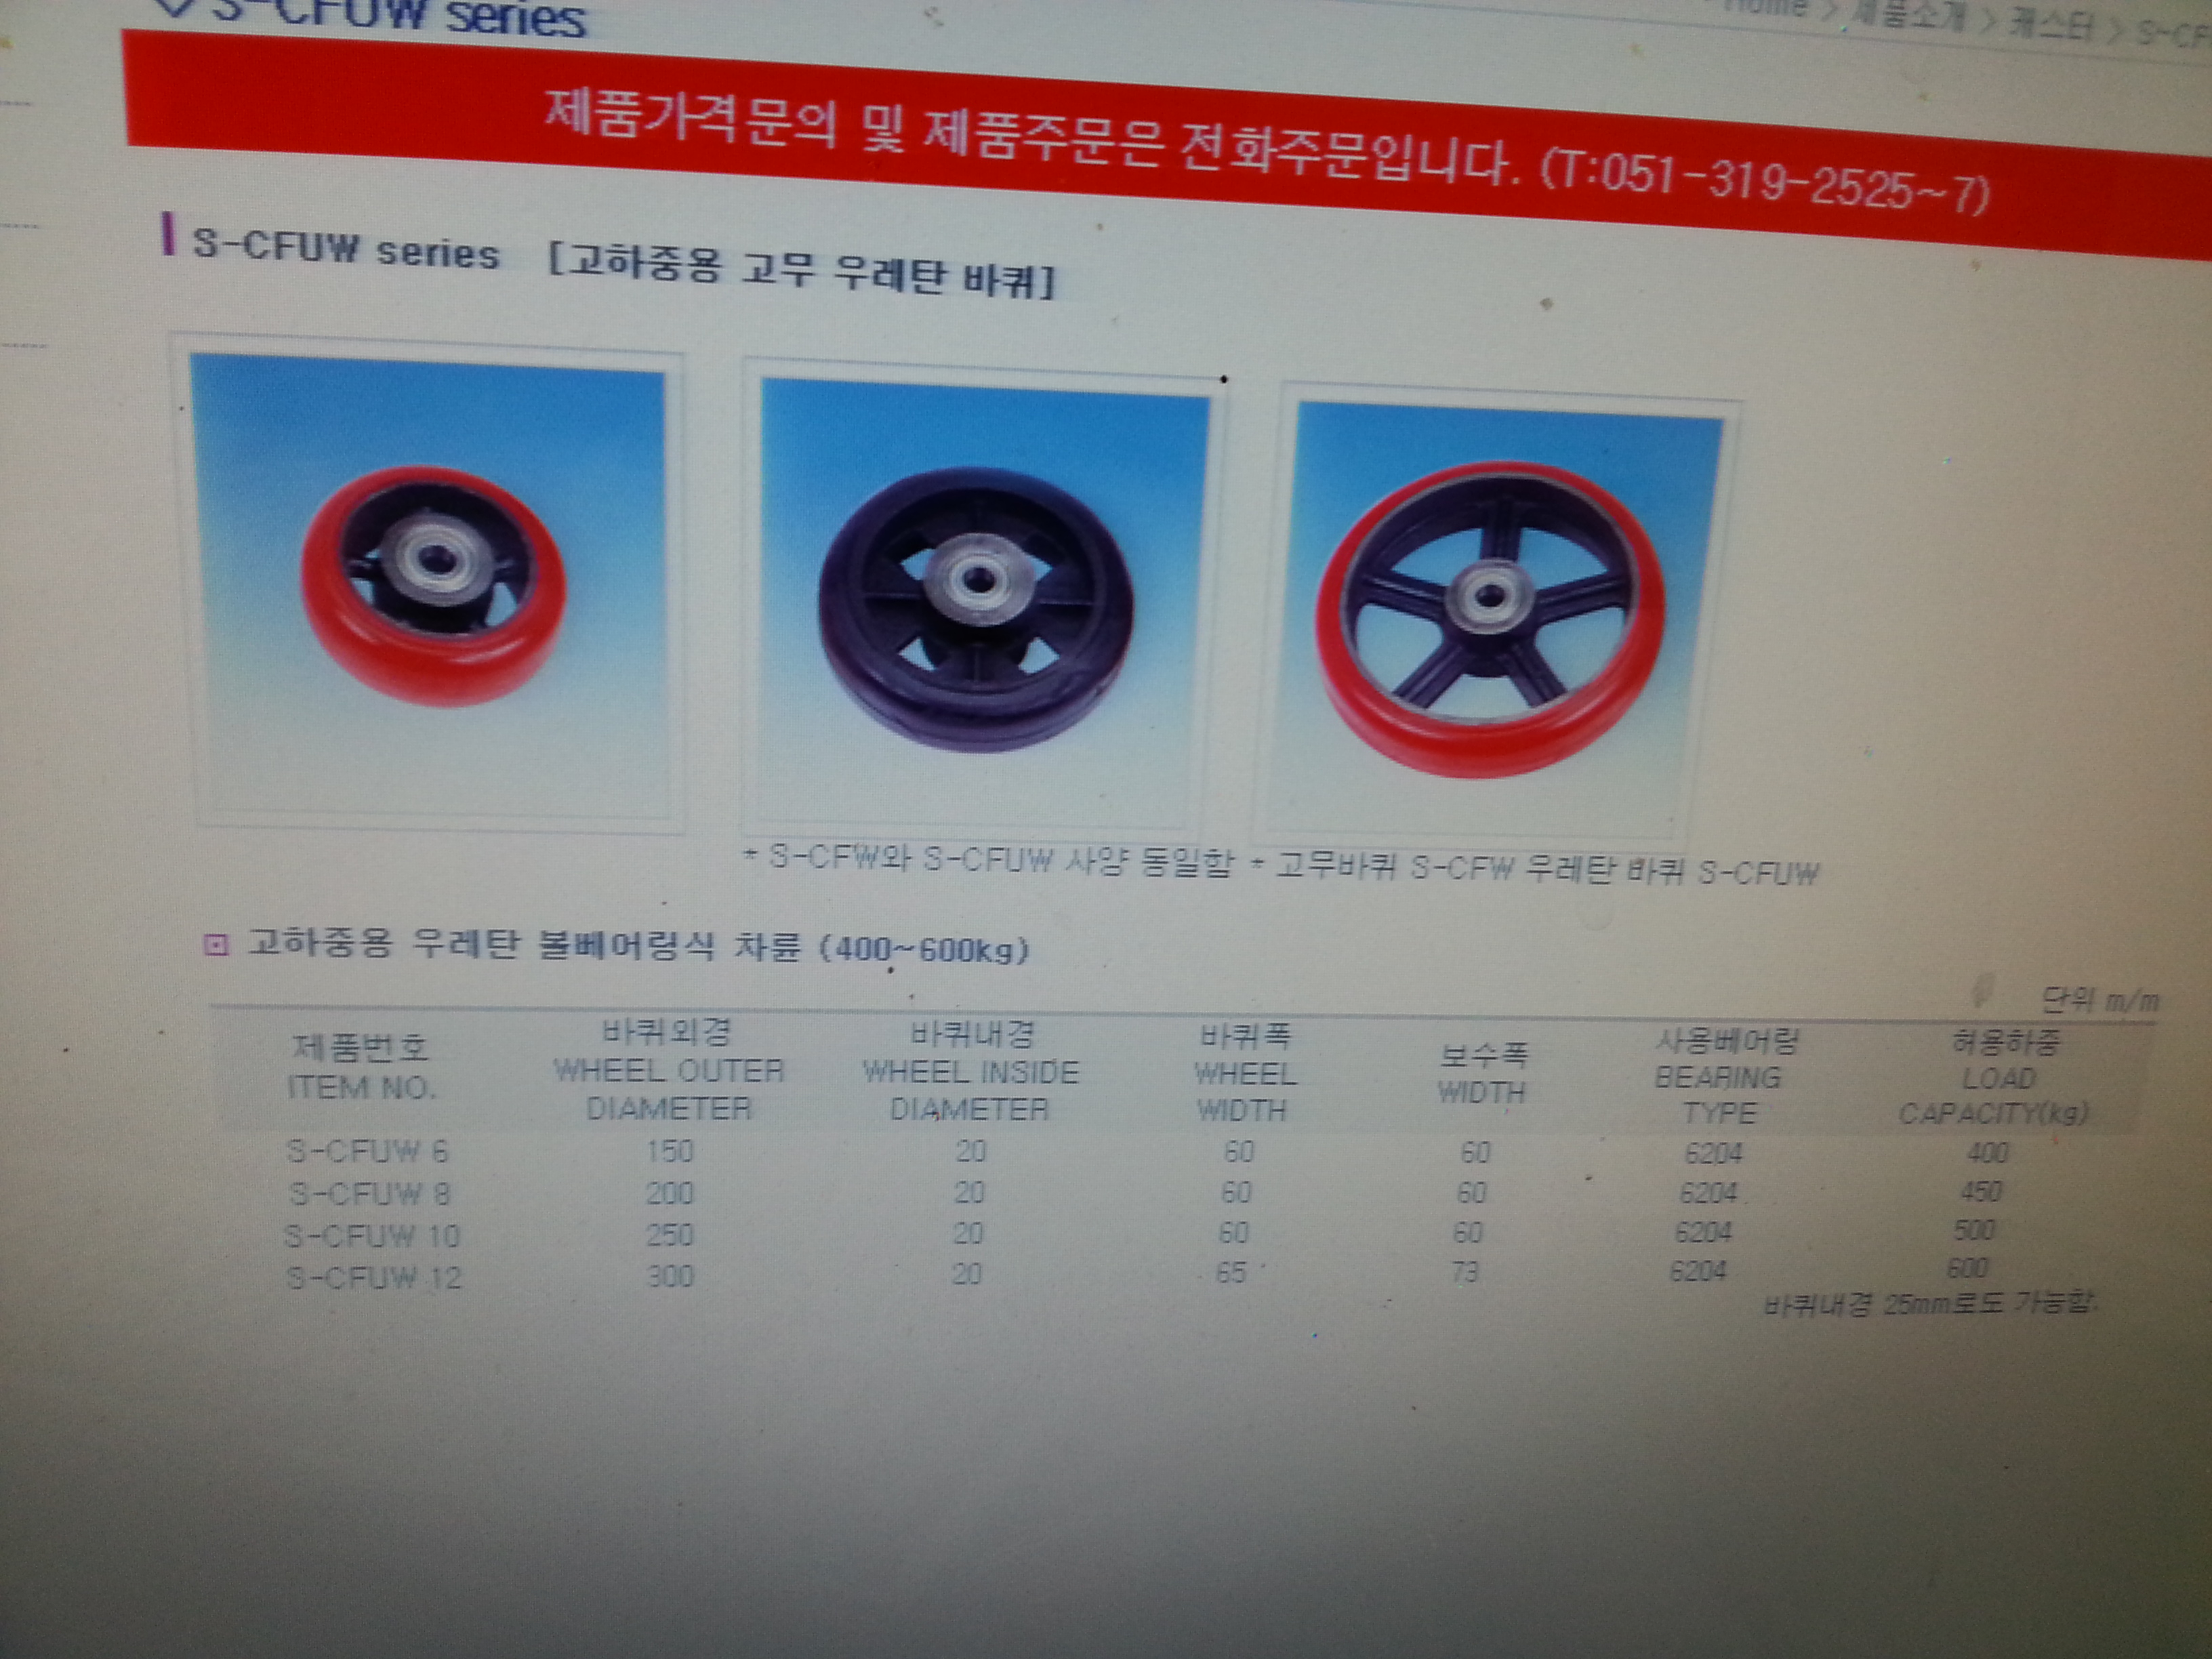 S-CFUW series
Home > 제품소개 > 캐스터 > S-CF
제품가격문의 및 제품주문은 전화주문입니다. (T:051-319-2525~7)
S-CFUW series [고하중용 고무 우레탄 바퀴]
* S-CFW와 S-CFUW 사양 동일함 * 고무바퀴 S-CFW 우레탄 바퀴 S-CFUW
고하중용 우레탄 볼베어링식 차륜 (400~600kg)
단위 m/m
제품번호 ITEM NO. 바퀴외경 WHEEL OUTER DIAMETER 바퀴내경 WHEEL INSIDE DIAMETER 바퀴폭 WHEEL WIDTH 보수폭 WIDTH 사용베어링 BEARING TYPE 허용하중 LOAD CAPACITY(kg)
S-CFUW 6 150 20 60 60 6204 400
S-CFUW 8 200 20 60 60 6204 450
S-CFUW 10 250 20 60 60 6204 500
S-CFUW 12 300 20 65 73 6204 600
바퀴내경 25mm로도 가능함.